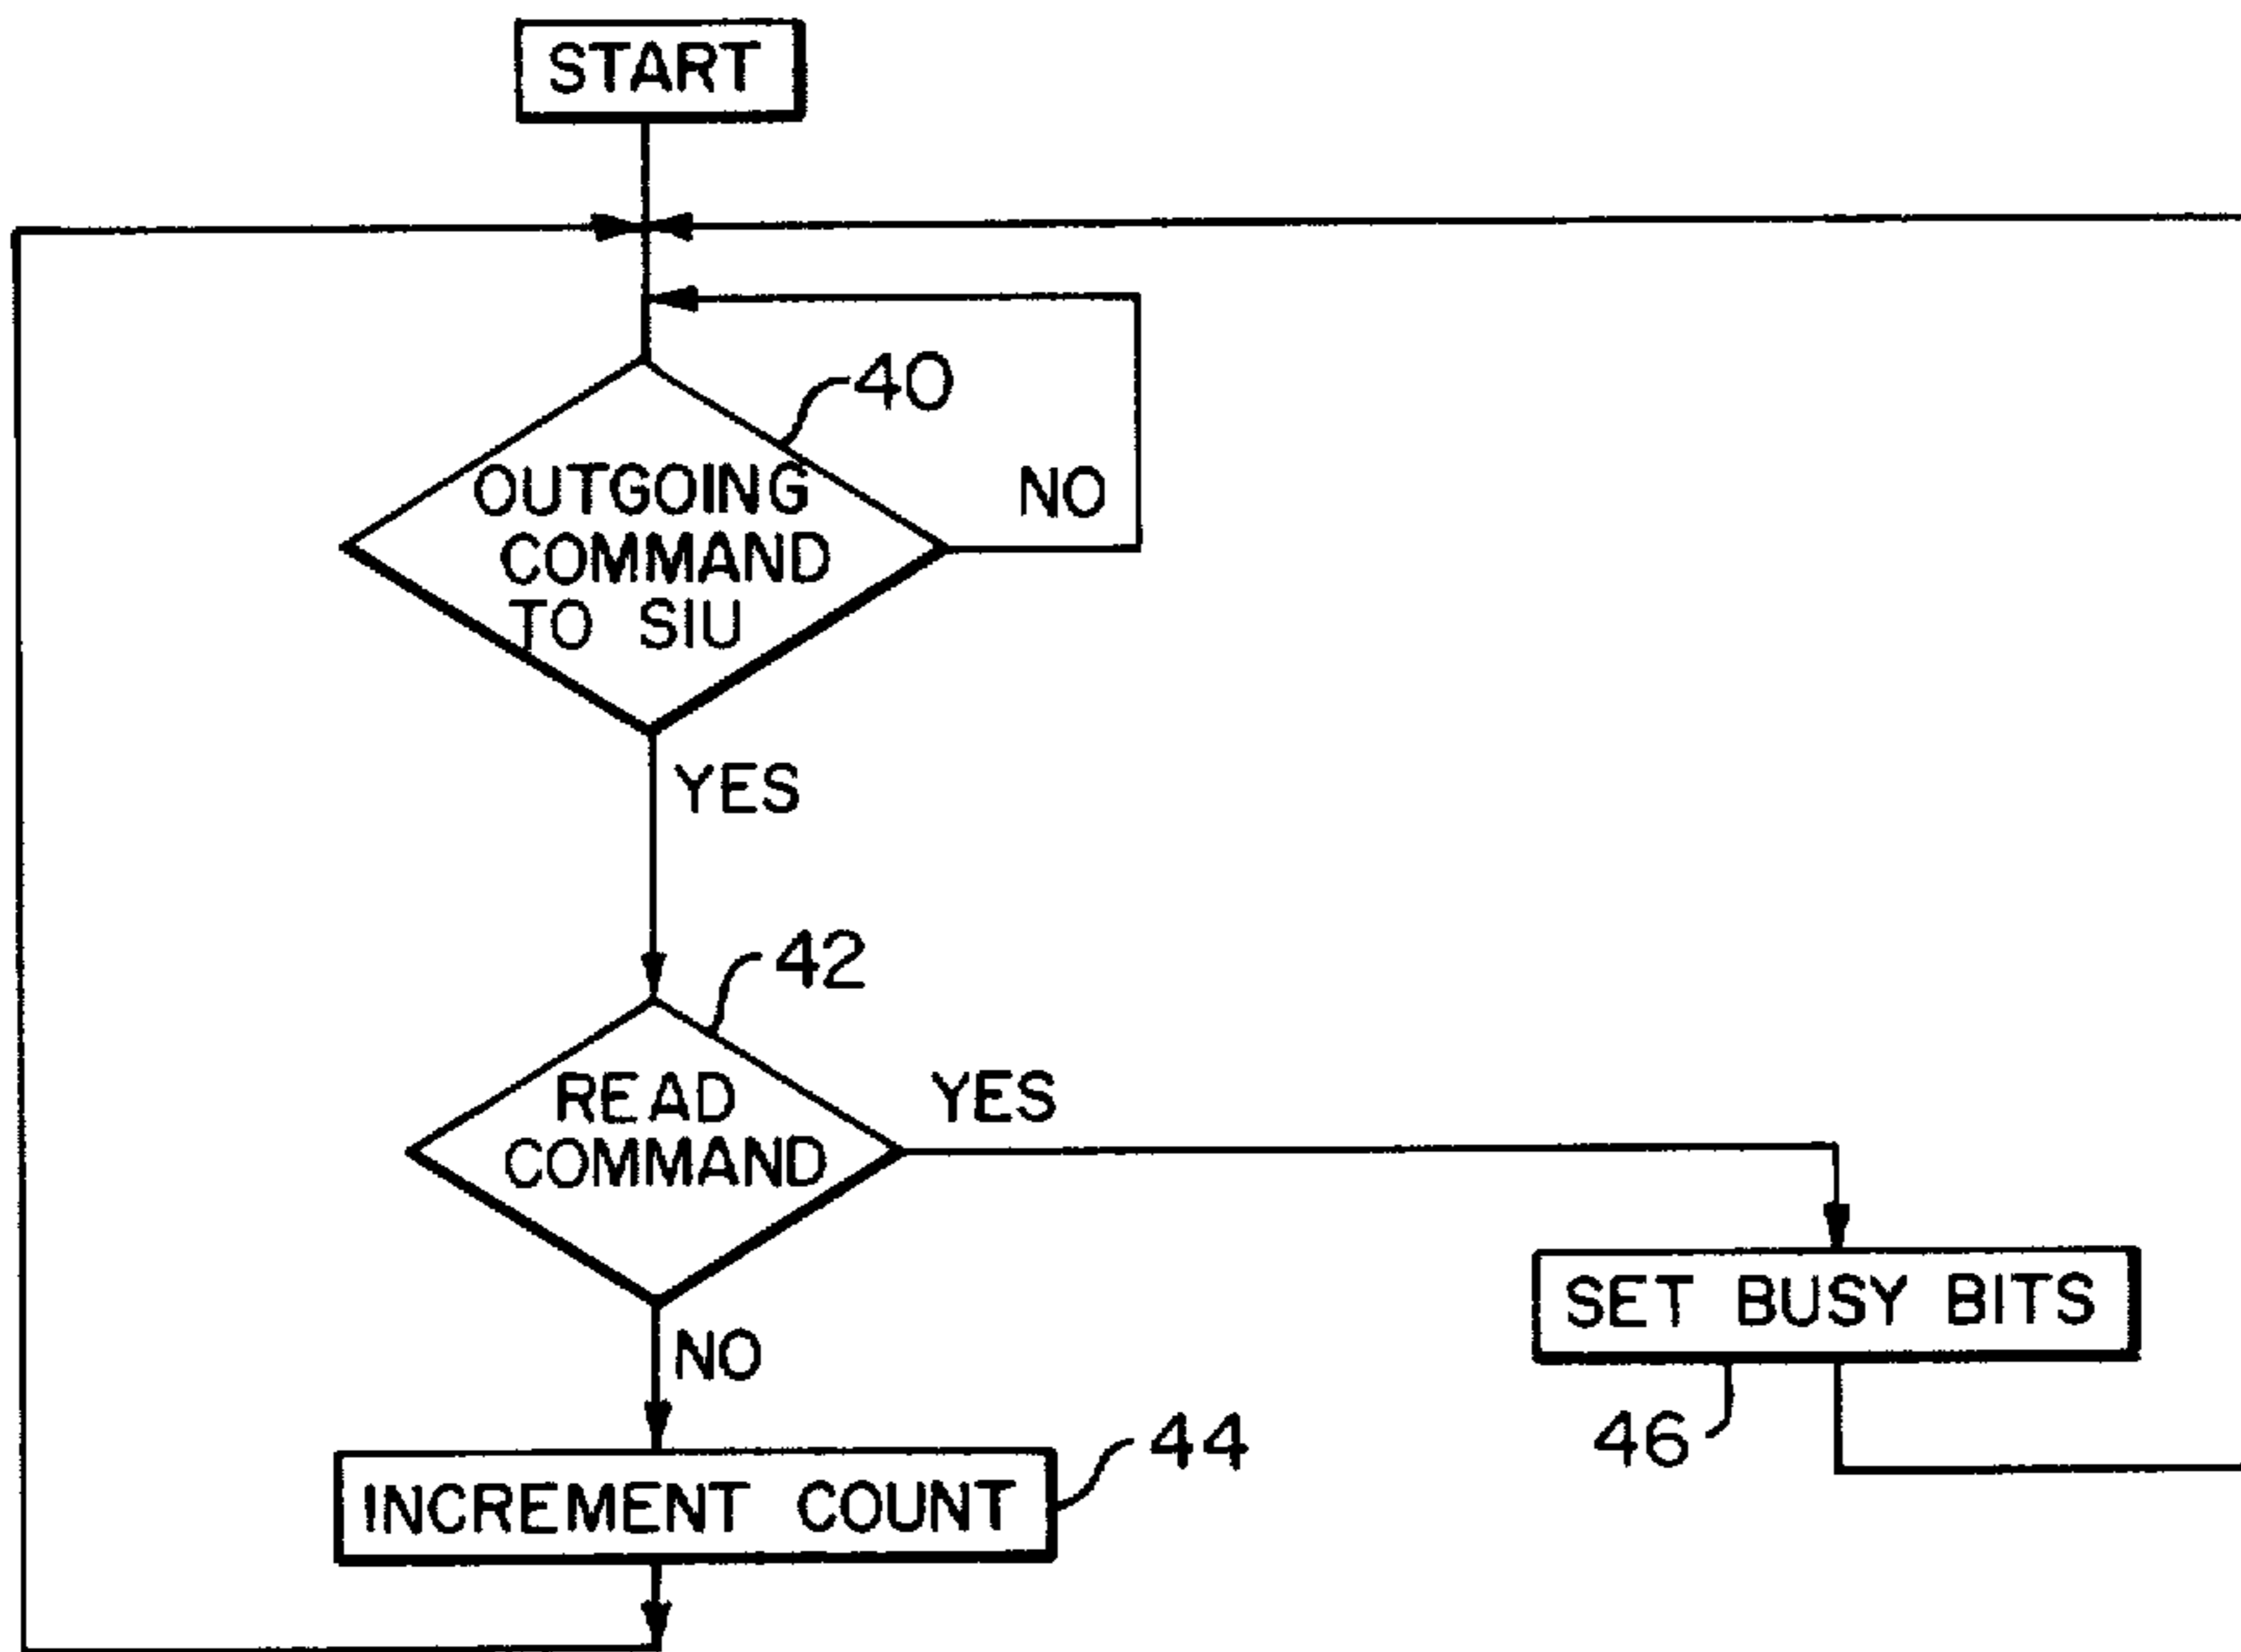 START
40
OUTGOING
COMMAND
TO SIU
NO
YES
42
READ
COMMAND
YES
NO
SET BUSY BITS
46
INCREMENT COUNT
44